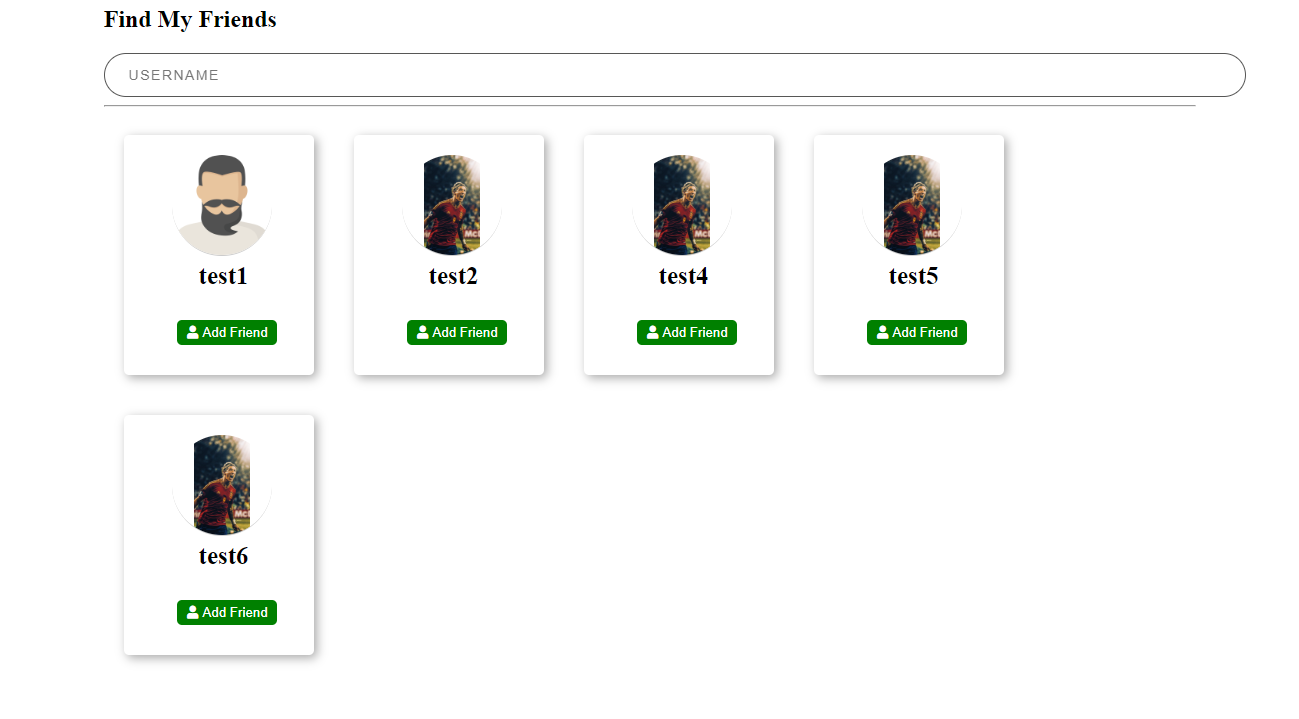 Find My Friends
USERNAME
test1
test2
test4
test5
Add Friend
Add Friend
Add Friend
Add Friend
test6
Add Friend